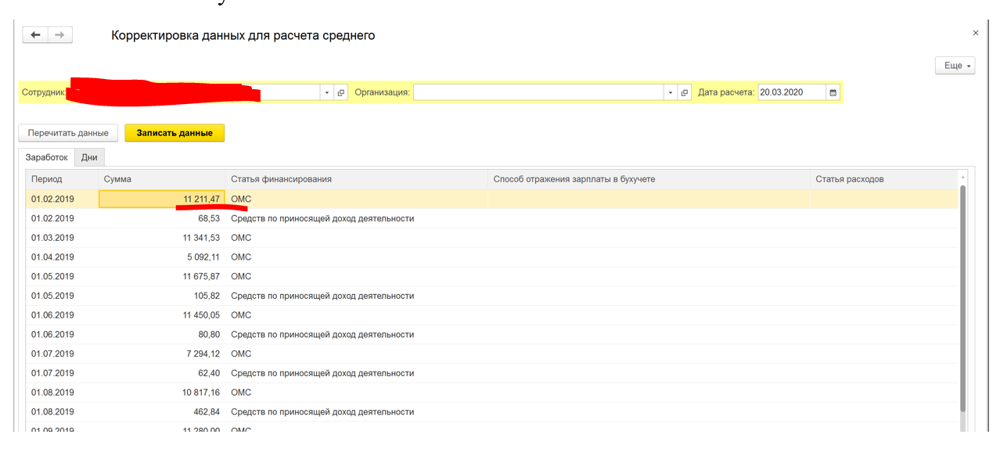 у
Корректировка данных для расчета среднего
Еще
Сотрудник: Организация: Дата расчета: 20.03.2020
Перечитать данные Записать данные
Заработок Дни
Период Сумма Статья финансирования Способ отражения зарплаты в бухучете Статья расходов
01.02.2019 11 211,47 ОМС
01.02.2019 68,53 Средств по приносящей доход деятельности
01.03.2019 11 341,53 ОМС
01.04.2019 5 092,11 ОМС
01.05.2019 11 675,87 ОМС
01.05.2019 105,82 Средств по приносящей доход деятельности
01.06.2019 11 450,05 ОМС
01.06.2019 80,80 Средств по приносящей доход деятельности
01.07.2019 7 294,12 ОМС
01.07.2019 62,40 Средств по приносящей доход деятельности
01.08.2019 10 817,16 ОМС
01.08.2019 462,84 Средств по приносящей доход деятельности
01.09.2019 11 280,00 ОМС